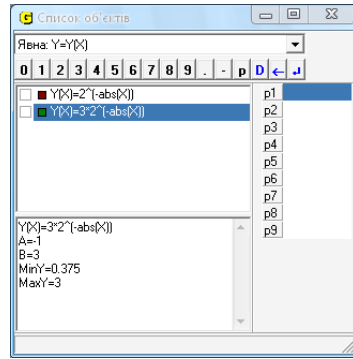 Список об'єктів
Явна: Y=Y(X)
0 1 2 3 4 5 6 7 8 9 . - p D ← ↲
Y(X)=2^(-abs(X))
Y(X)=3*2^(-abs(X))
p1
p2
p3
p4
p5
p6
p7
p8
p9
Y(X)=3*2^(-abs(X))
A=-1
B=3
MinY=0.375
MaxY=3